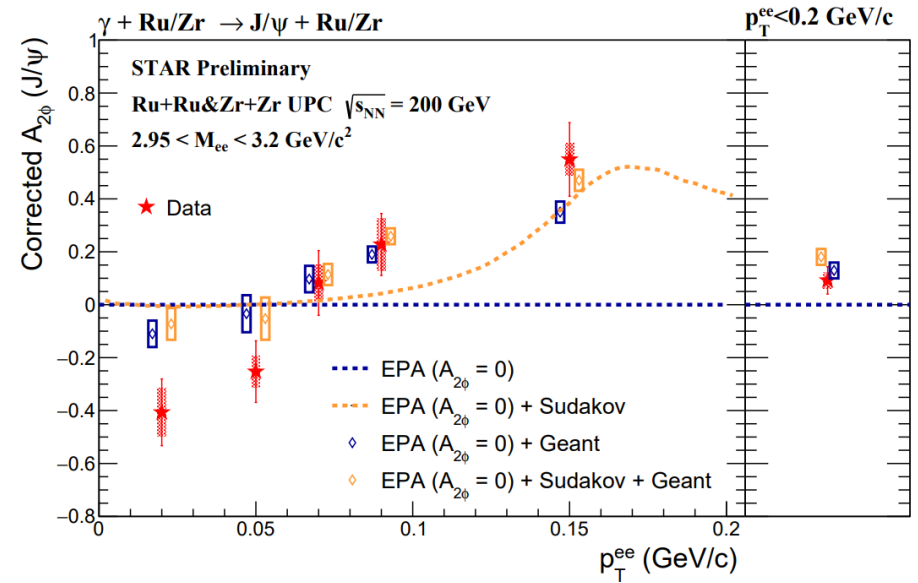 γ + Ru/Zr → J/ψ + Ru/Zr
p_T^ee<0.2 GeV/c
STAR Preliminary
Ru+Ru&Zr+Zr UPC √s_NN = 200 GeV
2.95 < M_ee < 3.2 GeV/c²
Data
EPA (A_2ϕ = 0)
EPA (A_2ϕ = 0) + Sudakov
EPA (A_2ϕ = 0) + Geant
EPA (A_2ϕ = 0) + Sudakov + Geant
Corrected A_2ϕ (J/ψ)
1
0.8
0.6
0.4
0.2
0
−0.2
−0.4
−0.6
−0.8
0 0.05 0.1 0.15 0.2
p_T^ee (GeV/c)